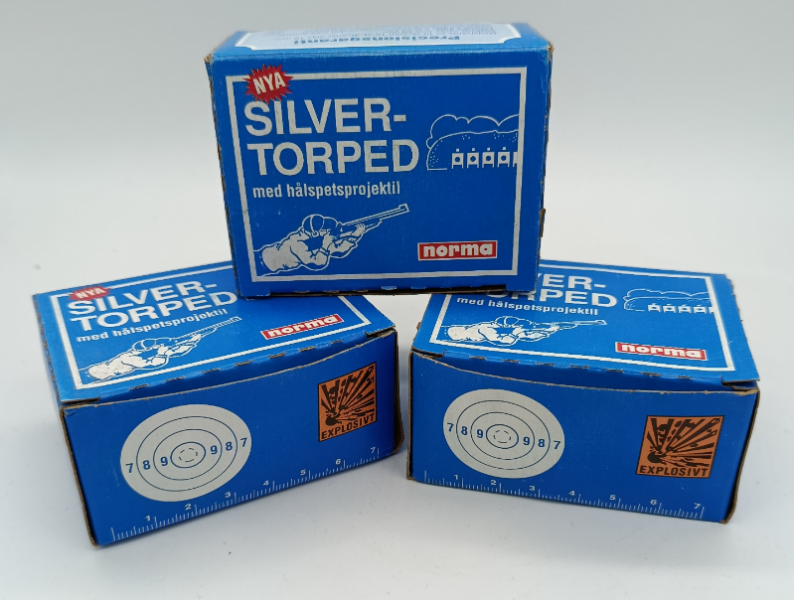 Precisionsgaranti
NYA
SILVER-
TORPED
med hålspetsprojektil
norma
NYA
SILVER-
TORPED
med hålspetsprojektil
norma
7 8 9 9 8 7
EXPLOSIVT
1 2 3 4 5 6 7
SILVER-
TORPED
med hålspetsprojektil
norma
7 8 9 9 8 7
EXPLOSIVT
1 2 3 4 5 6 7